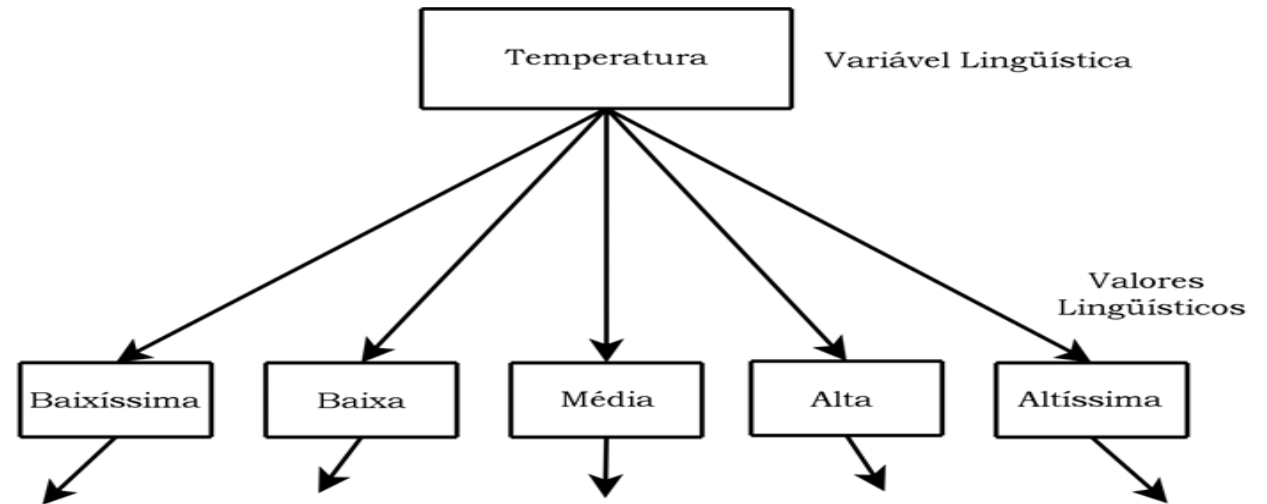 Temperatura
Variável Lingüística
Valores
Lingüísticos
Baixíssima
Baixa
Média
Alta
Altíssima